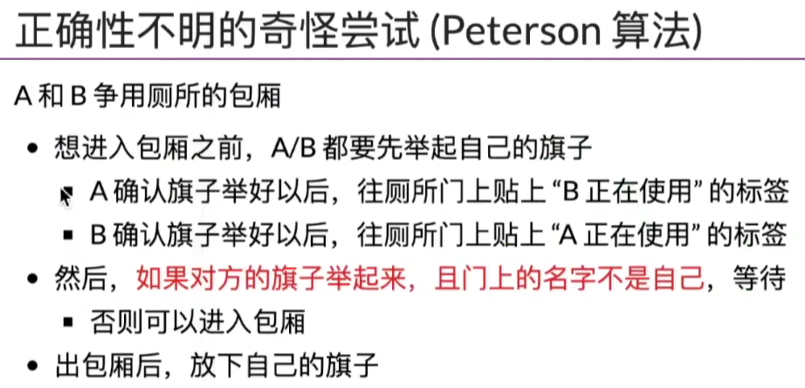 正确性不明的奇怪尝试 (Peterson 算法)
A 和 B 争用厕所的包厢
想进入包厢之前，A/B 都要先举起自己的旗子
A 确认旗子举好以后，往厕所门上贴上 “B 正在使用” 的标签
B 确认旗子举好以后，往厕所门上贴上 “A 正在使用” 的标签
然后，如果对方的旗子举起来，且门上的名字不是自己，等待
否则可以进入包厢
出包厢后，放下自己的旗子